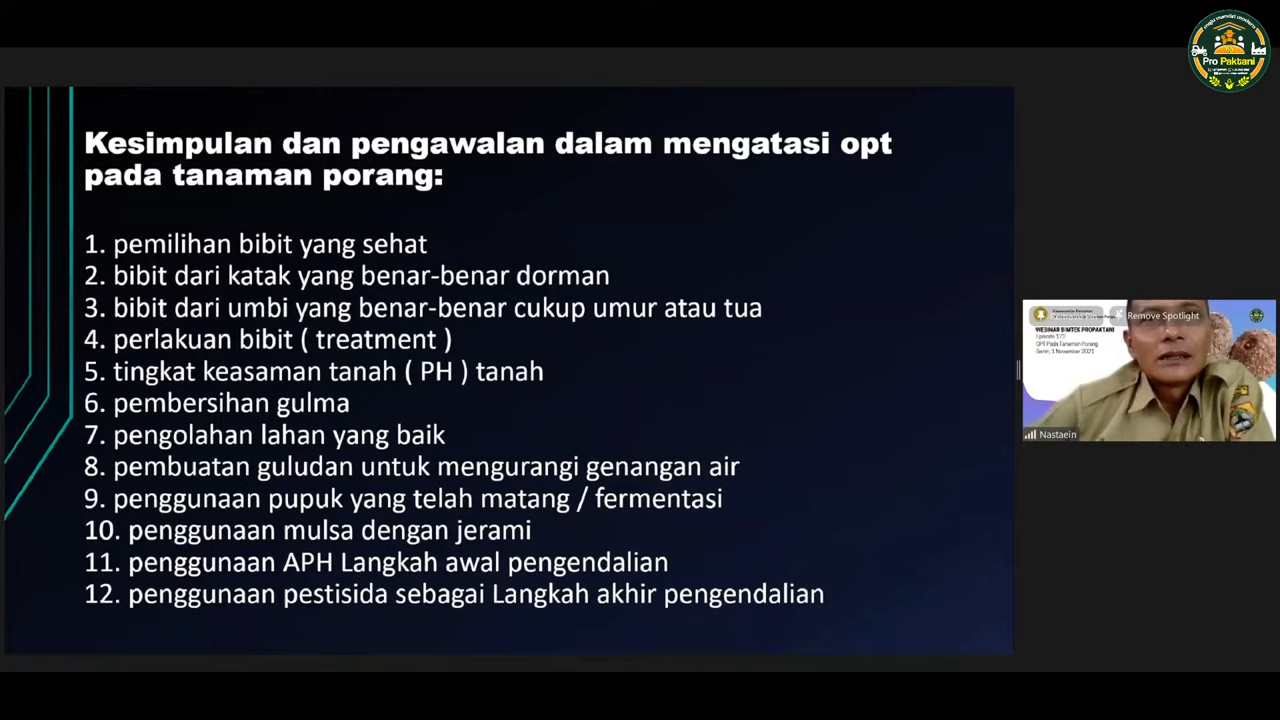 maju mandiri modern
Pro Paktani
Kesimpulan dan pengawalan dalam mengatasi opt
pada tanaman porang:
1. pemilihan bibit yang sehat
2. bibit dari katak yang benar-benar dorman
3. bibit dari umbi yang benar-benar cukup umur atau tua
4. perlakuan bibit ( treatment )
5. tingkat keasaman tanah ( PH ) tanah
6. pembersihan gulma
7. pengolahan lahan yang baik
8. pembuatan guludan untuk mengurangi genangan air
9. penggunaan pupuk yang telah matang / fermentasi
10. penggunaan mulsa dengan jerami
11. penggunaan APH Langkah awal pengendalian
12. penggunaan pestisida sebagai Langkah akhir pengendalian
Remove Spotlight
WEBINAR BIMTEK PROPAKTANI
OPT Pada Tanaman Porang
Senin, 1 November 2021
Nastaein